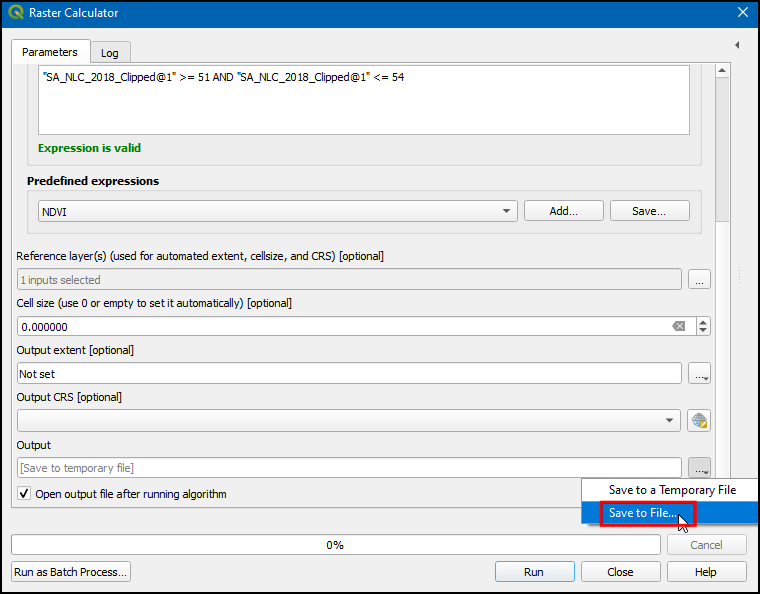 Raster Calculator
Parameters
Log
"SA_NLC_2018_Clipped@1" >= 51 AND "SA_NLC_2018_Clipped@1" <= 54
Expression is valid
Predefined expressions
NDVI
Add...
Save...
Reference layer(s) (used for automated extent, cellsize, and CRS) [optional]
1 inputs selected
...
Cell size (use 0 or empty to set it automatically) [optional]
0.000000
Output extent [optional]
Not set
...
Output CRS [optional]
Output
[Save to temporary file]
...
Open output file after running algorithm
Save to a Temporary File
Save to File...
0%
Cancel
Run as Batch Process...
Run
Close
Help